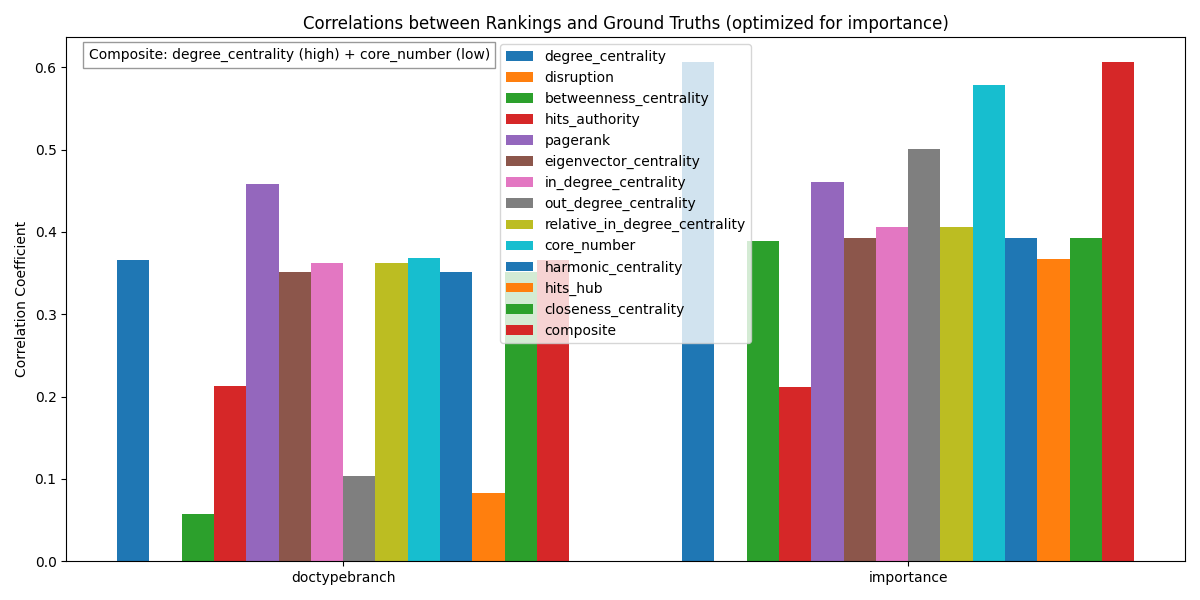 Correlations between Rankings and Ground Truths (optimized for importance)
Composite: degree_centrality (high) + core_number (low)
degree_centrality
disruption
betweenness_centrality
hits_authority
pagerank
eigenvector_centrality
in_degree_centrality
out_degree_centrality
relative_in_degree_centrality
core_number
harmonic_centrality
hits_hub
closeness_centrality
composite
Correlation Coefficient
0.6
0.5
0.4
0.3
0.2
0.1
0.0
doctypebranch
importance